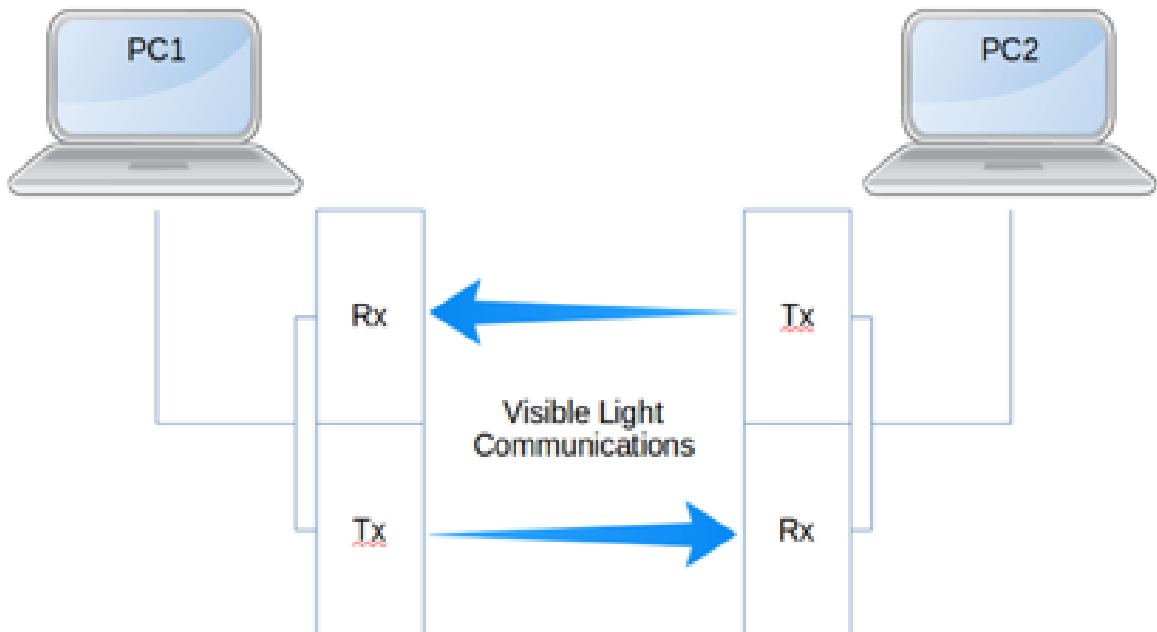 PC1
PC2
Rx
Tx
Visible Light
Communications
Tx
Rx